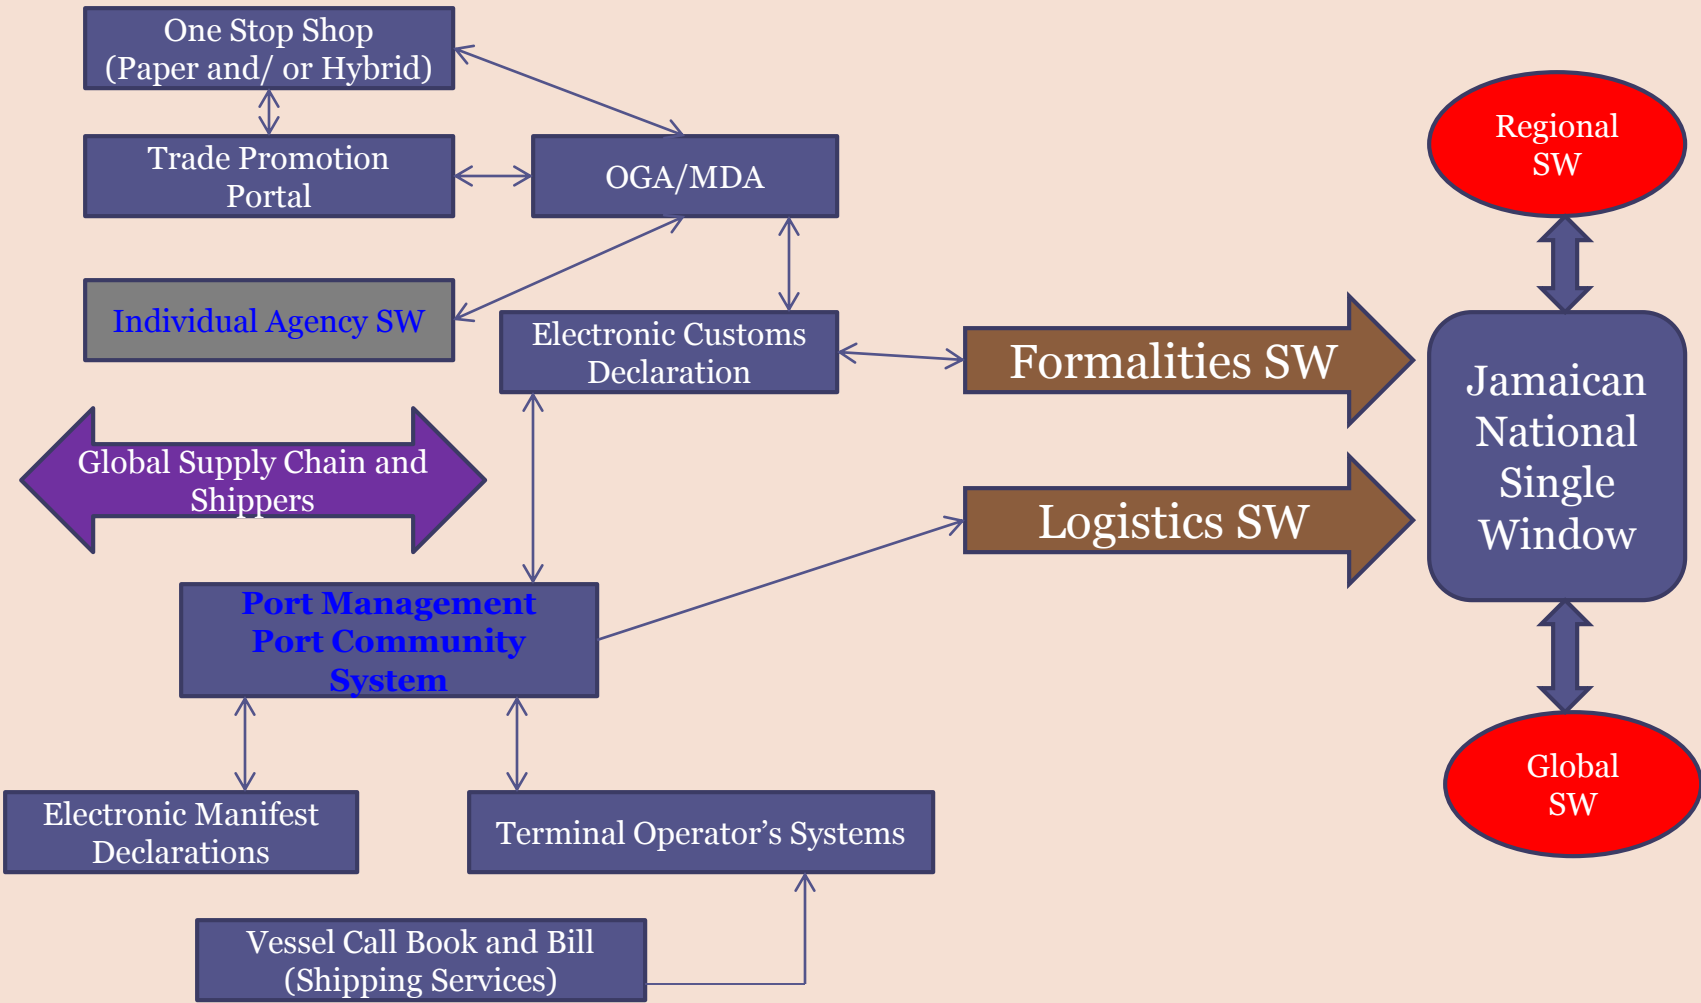 One Stop Shop
(Paper and/ or Hybrid)
Trade Promotion
Portal
OGA/MDA
Individual Agency SW
Electronic Customs
Declaration
Global Supply Chain and
Shippers
Port Management
Port Community
System
Electronic Manifest
Declarations
Terminal Operator’s Systems
Vessel Call Book and Bill
(Shipping Services)
Formalities SW
Logistics SW
Regional
SW
Jamaican
National
Single
Window
Global
SW